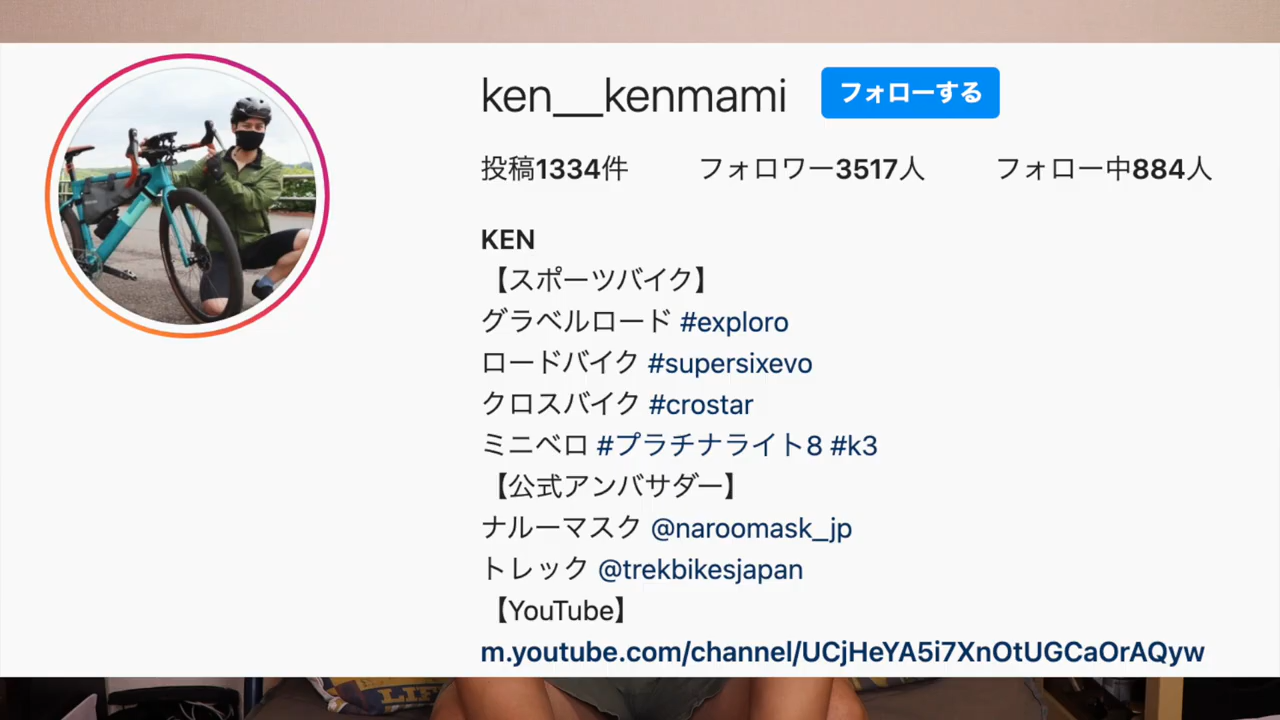 ken__kenmami フォローする
投稿1334件 フォロワー3517人 フォロー中884人
KEN
【スポーツバイク】
グラベルロード #exploro
ロードバイク #supersixevo
クロスバイク #crostar
ミニベロ #プラチナライト8 #k3
【公式アンバサダー】
ナルーマスク @naroomask_jp
トレック @trekbikesjapan
【YouTube】
m.youtube.com/channel/UCjHeYA5i7XnOtUGCaOrAQyw